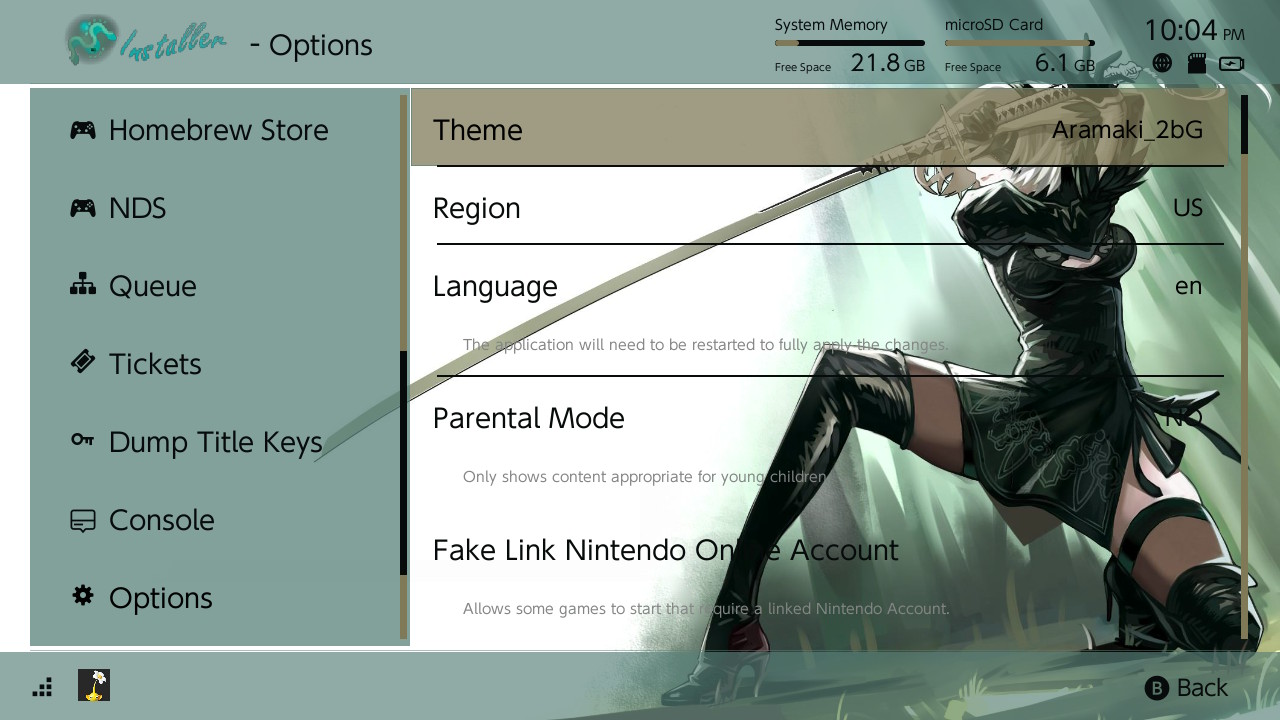 Installer - Options
System Memory
Free Space 21.8 GB
microSD Card
Free Space 6.1 GB
10:04 PM
Homebrew Store
NDS
Queue
Tickets
Dump Title Keys
Console
Options
Theme Aramaki_2bG
Region US
Language en
The application will need to be restarted to fully apply the changes.
Parental Mode NO
Only shows content appropriate for young children
Fake Link Nintendo Online Account
Allows some games to start that require a linked Nintendo Account.
B Back